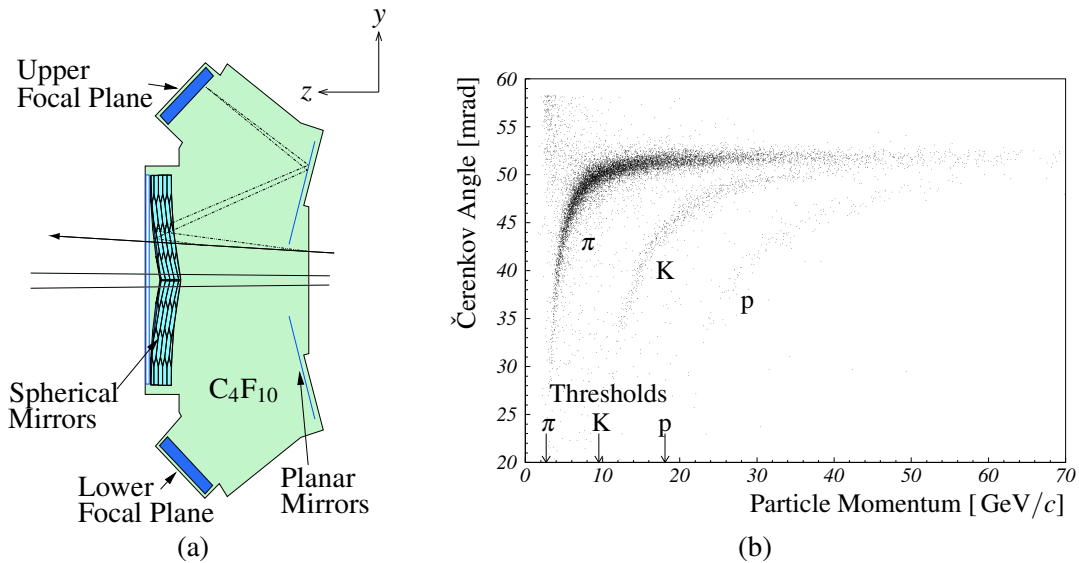 y
z
Upper
Focal Plane
C₄F₁₀
Spherical
Mirrors
Lower
Focal Plane
Planar
Mirrors
(a)
Čerenkov Angle [mrad]
60
55
50
45
40
35
30
25
20
π
K
p
Thresholds
π K p
0 10 20 30 40 50 60 70
Particle Momentum [GeV/c]
(b)